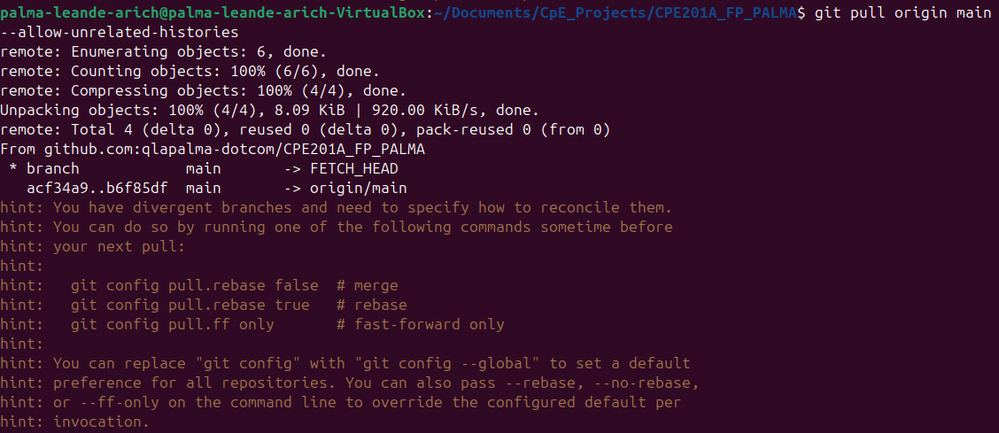 palma-leande-arich@palma-leande-arich-VirtualBox:~/Documents/CpE_Projects/CPE201A_FP_PALMA$ git pull origin main
--allow-unrelated-histories
remote: Enumerating objects: 6, done.
remote: Counting objects: 100% (6/6), done.
remote: Compressing objects: 100% (4/4), done.
Unpacking objects: 100% (4/4), 8.09 KiB | 920.00 KiB/s, done.
remote: Total 4 (delta 0), reused 0 (delta 0), pack-reused 0 (from 0)
From github.com:qlapalma-dotcom/CPE201A_FP_PALMA
 * branch            main       -> FETCH_HEAD
   acf34a9..b6f85df  main       -> origin/main
hint: You have divergent branches and need to specify how to reconcile them.
hint: You can do so by running one of the following commands sometime before
hint: your next pull:
hint:
hint:   git config pull.rebase false  # merge
hint:   git config pull.rebase true   # rebase
hint:   git config pull.ff only       # fast-forward only
hint:
hint: You can replace "git config" with "git config --global" to set a default
hint: preference for all repositories. You can also pass --rebase, --no-rebase,
hint: or --ff-only on the command line to override the configured default per
hint: invocation.